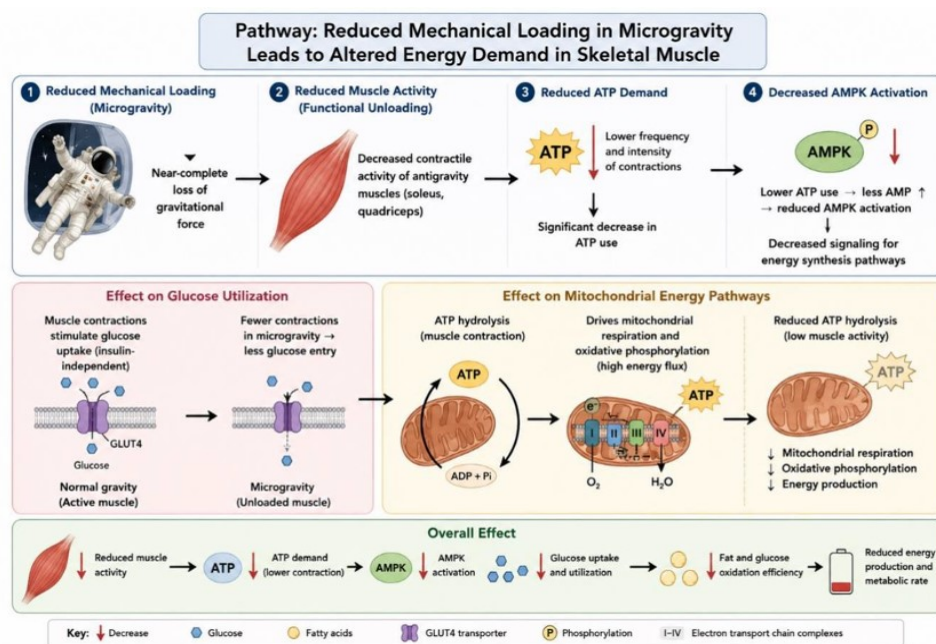 Pathway: Reduced Mechanical Loading in Microgravity
Leads to Altered Energy Demand in Skeletal Muscle
1 Reduced Mechanical Loading
(Microgravity)
Near-complete
loss of
gravitational
force
2 Reduced Muscle Activity
(Functional Unloading)
Decreased contractile
activity of
antigravity
muscles (soleus,
quadriceps)
3 Reduced ATP Demand
ATP
Lower frequency
and intensity
of contractions
Significant decrease in
ATP use
4 Decreased AMPK Activation
P
AMPK
Lower ATP use → less AMP ↑
→ reduced AMPK activation
Decreased signaling for
energy synthesis pathways
Effect on Glucose Utilization
Muscle contractions
stimulate glucose
uptake (insulin-
independent)
GLUT4
Glucose
Normal gravity
(Active muscle)
Fewer contractions
in microgravity →
less glucose entry
Microgravity
(Unloaded muscle)
Effect on Mitochondrial Energy Pathways
ATP hydrolysis
(muscle contraction)
ATP
ADP + Pi
Drives mitochondrial
respiration and
oxidative phosphorylation
(high energy flux)
ATP
e⁻
I II III IV
O₂ H₂O
Reduced ATP hydrolysis
(low muscle activity)
ATP
↓ Mitochondrial respiration
↓ Oxidative phosphorylation
↓ Energy production
Overall Effect
Reduced muscle
activity
ATP
ATP demand
(lower contraction)
AMPK
AMPK
activation
Glucose uptake
and utilization
Fat and glucose
oxidation efficiency
Reduced energy
production and
metabolic rate
Key: Decrease Glucose Fatty acids GLUT4 transporter P Phosphorylation I–IV Electron transport chain complexes